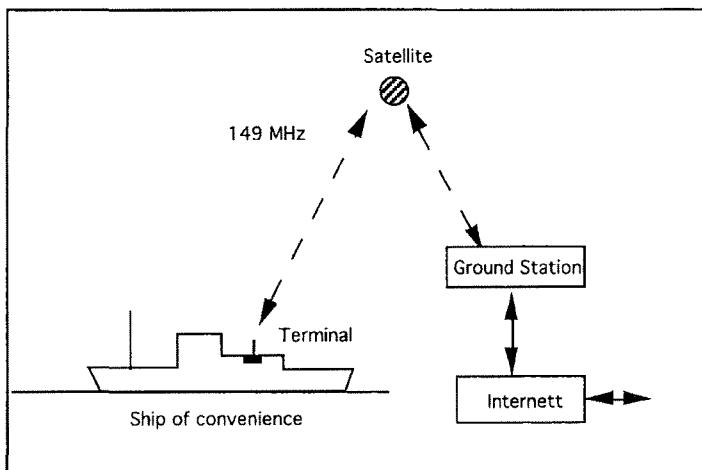 Satellite
149 MHz
Ground Station
Terminal
Internett
Ship of convenience